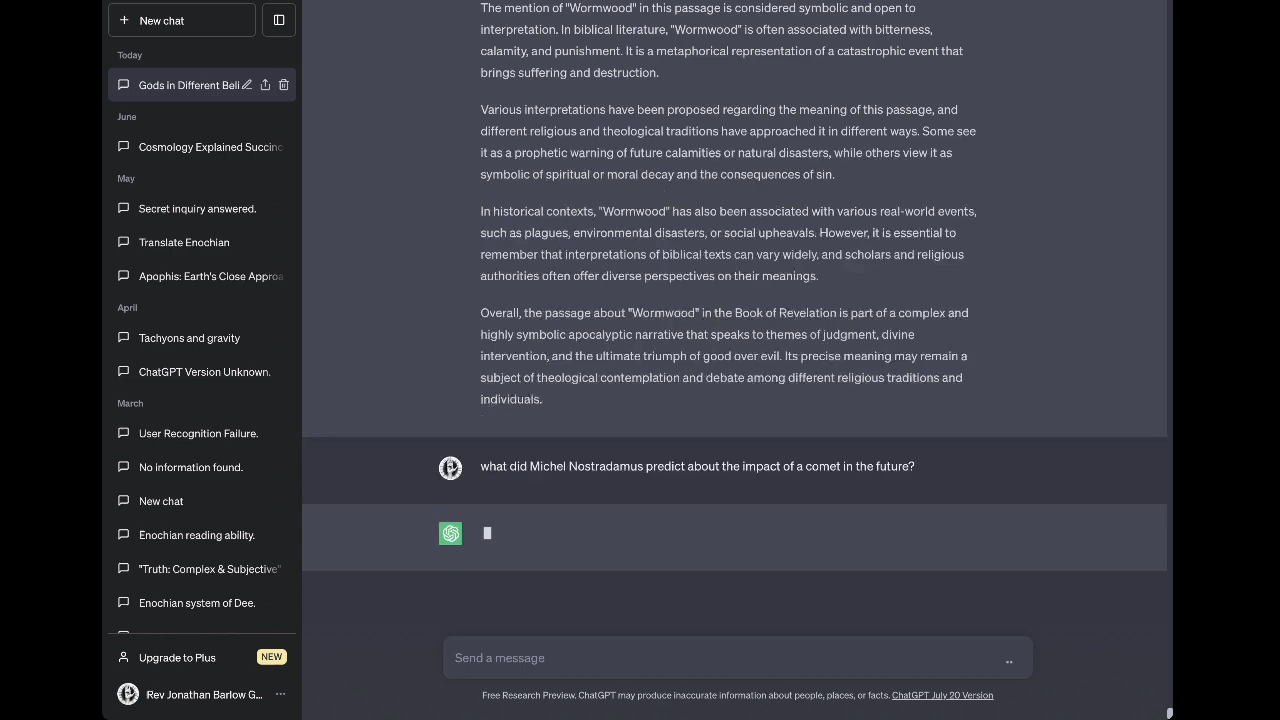 New chat
Today
Gods in Different Beli
June
Cosmology Explained Succinc
May
Secret inquiry answered.
Translate Enochian
Apophis: Earth's Close Approa
April
Tachyons and gravity
ChatGPT Version Unknown.
March
User Recognition Failure.
No information found.
New chat
Enochian reading ability.
"Truth: Complex & Subjective"
Enochian system of Dee.
Upgrade to Plus NEW
Rev Jonathan Barlow G...
The mention of "Wormwood" in this passage is considered symbolic and open to
interpretation. In biblical literature, "Wormwood" is often associated with bitterness,
calamity, and punishment. It is a metaphorical representation of a catastrophic event that
brings suffering and destruction.
Various interpretations have been proposed regarding the meaning of this passage, and
different religious and theological traditions have approached it in different ways. Some see
it as a prophetic warning of future calamities or natural disasters, while others view it as
symbolic of spiritual or moral decay and the consequences of sin.
In historical contexts, "Wormwood" has also been associated with various real-world events,
such as plagues, environmental disasters, or social upheavals. However, it is essential to
remember that interpretations of biblical texts can vary widely, and scholars and religious
authorities often offer diverse perspectives on their meanings.
Overall, the passage about "Wormwood" in the Book of Revelation is part of a complex and
highly symbolic apocalyptic narrative that speaks to themes of judgment, divine
intervention, and the ultimate triumph of good over evil. Its precise meaning may remain a
subject of theological contemplation and debate among different religious traditions and
individuals.
what did Michel Nostradamus predict about the impact of a comet in the future?
Send a message
Free Research Preview. ChatGPT may produce inaccurate information about people, places, or facts. ChatGPT July 20 Version